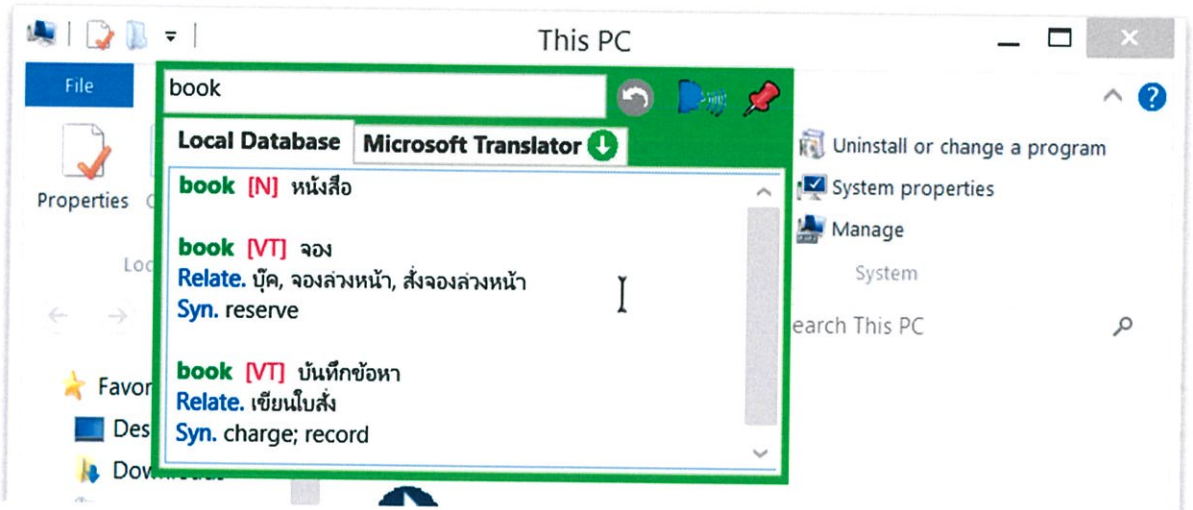 This PC
File
book
Local Database
Microsoft Translator
book [N] หนังสือ
book [VT] จอง
Relate. บุ๊ค, จองล่วงหน้า, สั่งจองล่วงหน้า
Syn. reserve
book [VT] บันทึกข้อหา
Relate. เขียนใบสั่ง
Syn. charge; record
Properties
Uninstall or change a program
System properties
Manage
System
earch This PC
Favor
Des